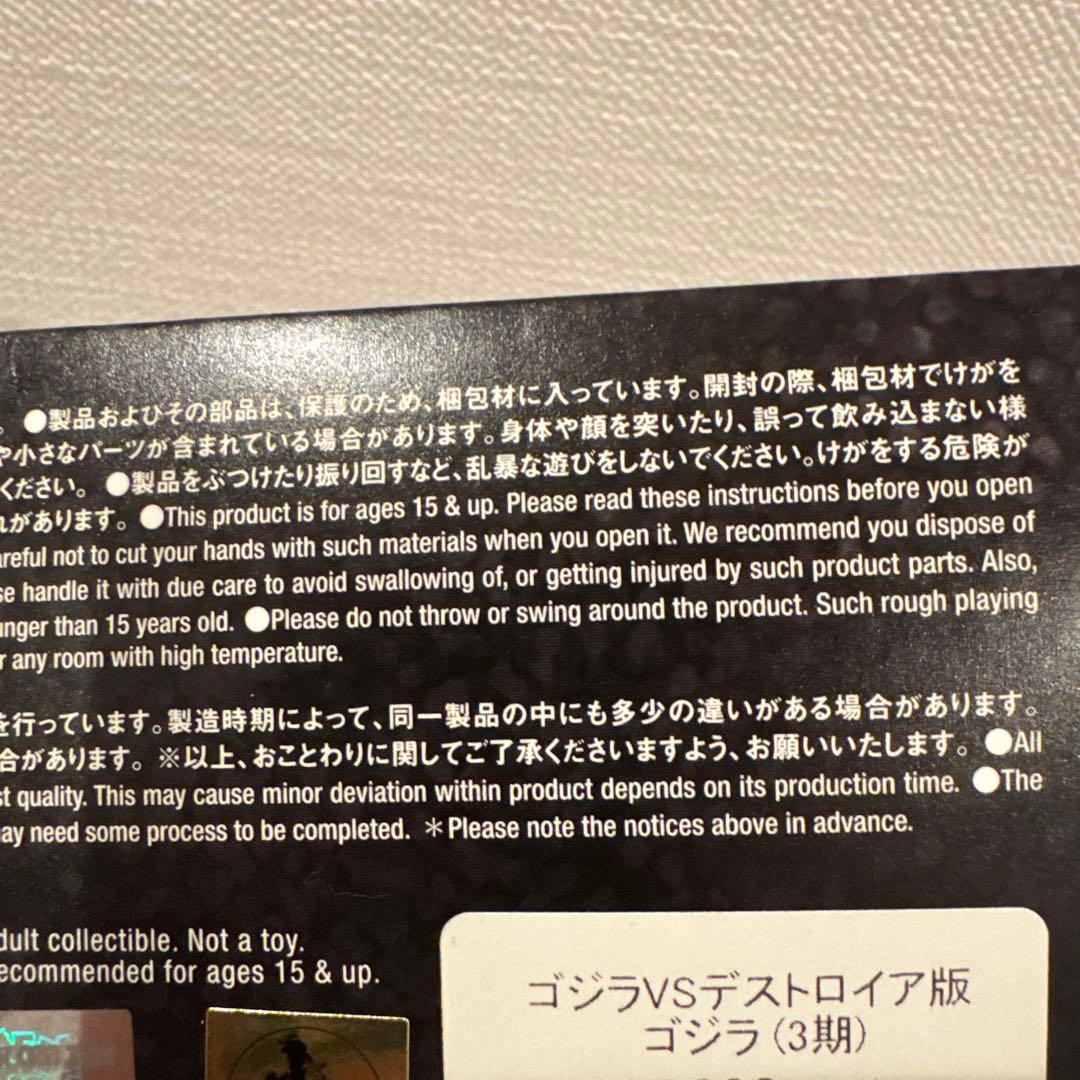 。 ●製品およびその部品は、保護のため、梱包材に入っています。開封の際、梱包材でけがを
や小さなパーツが含まれている場合があります。身体や顔を突いたり、誤って飲み込まない様
ください。 ●製品をぶつけたり振り回すなど、乱暴な遊びをしないでください。けがをする危険が
があります。 ●This product is for ages 15 & up. Please read these instructions before you open
areful not to cut your hands with such materials when you open it. We recommend you dispose of
se handle it with due care to avoid swallowing of, or getting injured by such product parts. Also,
unger than 15 years old. ●Please do not throw or swing around the product. Such rough playing
r any room with high temperature.
を行っています。製造時期によって、同一製品の中にも多少の違いがある場合があります。
合があります。 ※以上、おことわりに関してご了承くださいますよう、お願いいたします。 ●All
st quality. This may cause minor deviation within product depends on its production time. ●The
ay need some process to be completed. ＊Please note the notices above in advance.
dult collectible. Not a toy.
ecommended for ages 15 & up.
ゴジラVSデストロイア版
ゴジラ(3期)